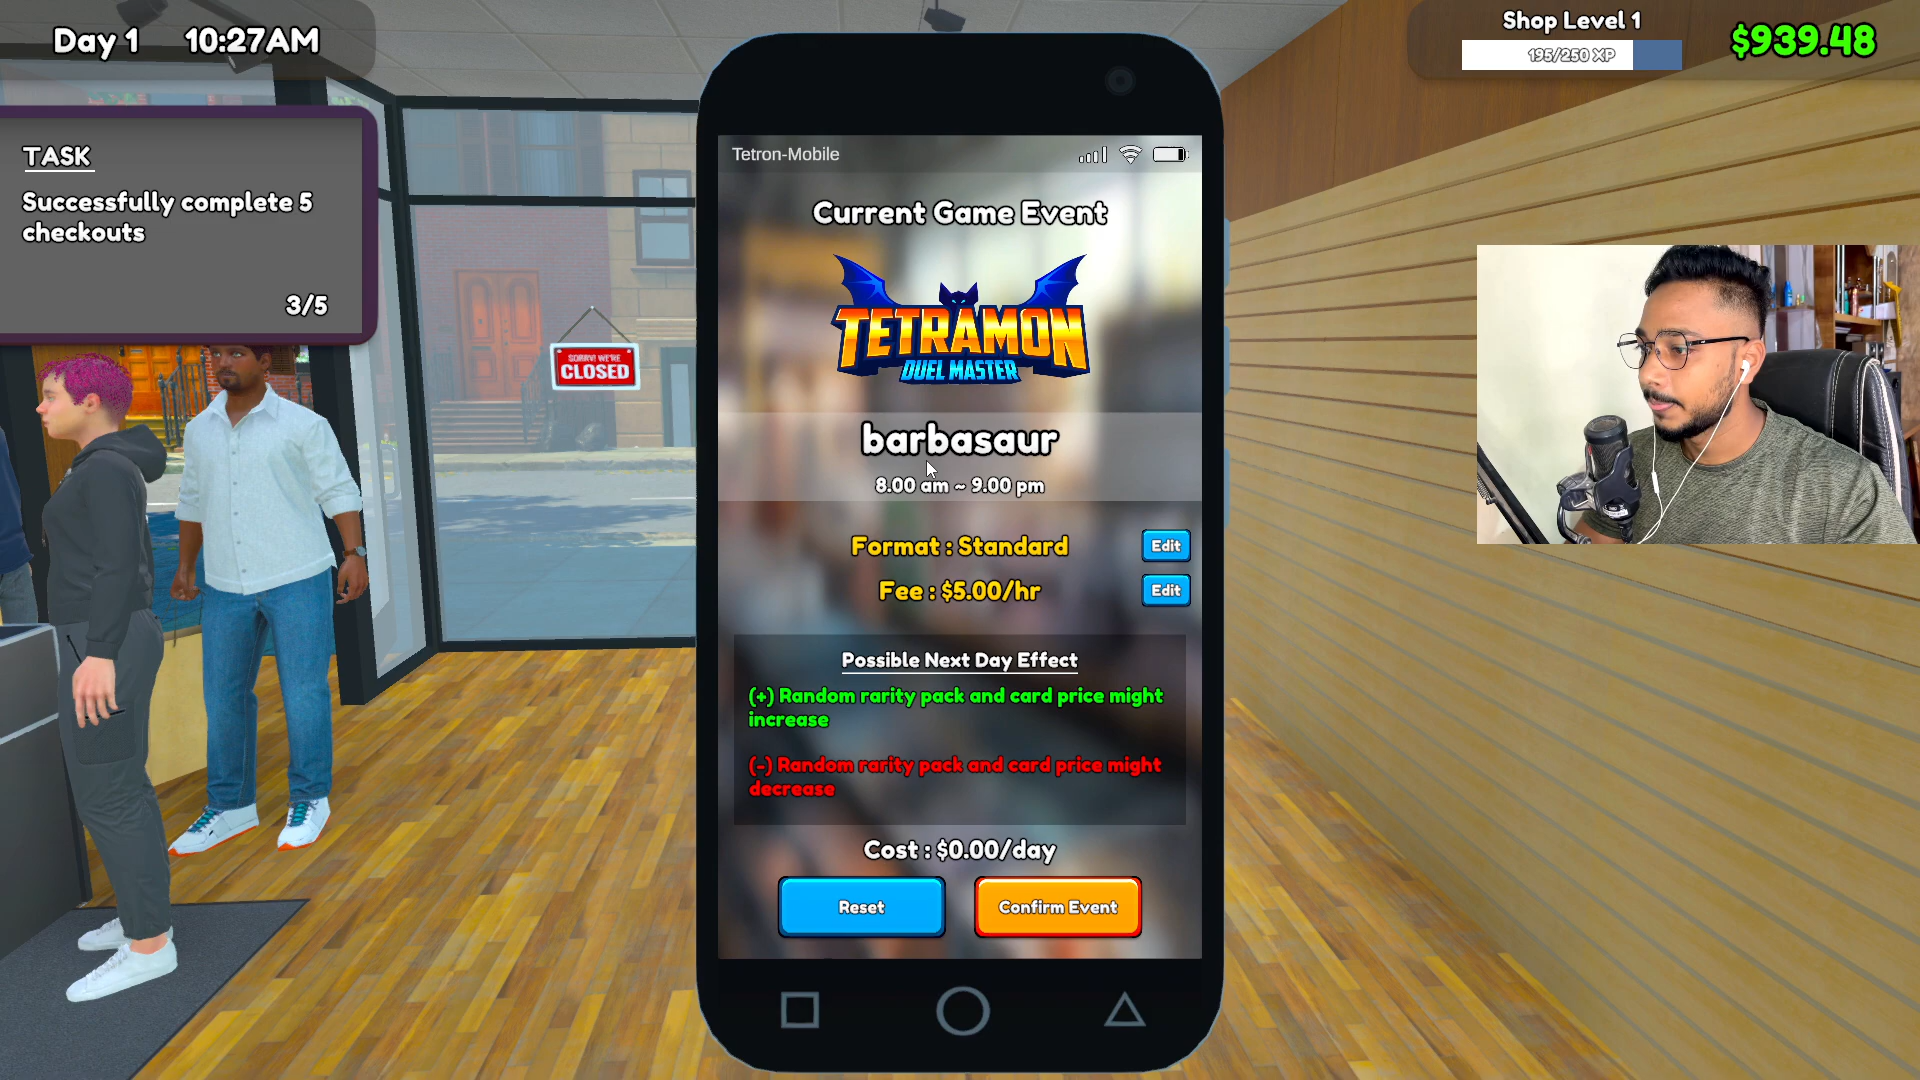 Day 1 10:27AM
Shop Level 1
195/250 XP
$939.48
TASK
Successfully complete 5
checkouts
3/5
SORRY! WE'RE
CLOSED
Tetron-Mobile
Current Game Event
TETRAMON
DUEL MASTER
barbasaur
8.00 am ~ 9.00 pm
Format : Standard
Edit
Fee : $5.00/hr
Edit
Possible Next Day Effect
(+) Random rarity pack and card price might
increase
(-) Random rarity pack and card price might
decrease
Cost : $0.00/day
Reset
Confirm Event